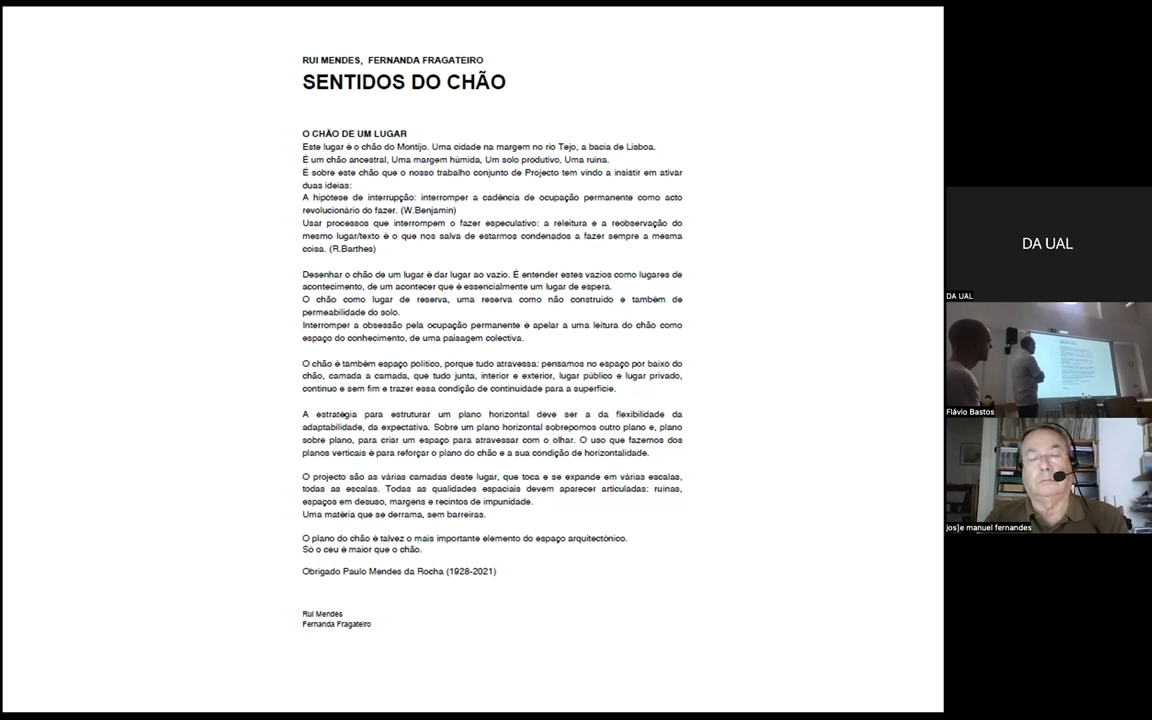 RUI MENDES, FERNANDA FRAGATEIRO
SENTIDOS DO CHÃO
O CHÃO DE UM LUGAR
Este lugar é o chão do Montijo. Uma cidade na margem no rio Tejo, a bacia de Lisboa.
É um chão ancestral, Uma margem húmida, Um solo produtivo, Uma ruina.
É sobre este chão que o nosso trabalho conjunto de Projecto tem vindo a insistir em ativar
duas ideias:
A hipótese de interrupção: interromper a cadência de ocupação permanente como acto
revolucionário do fazer. (W.Benjamin)
Usar processos que interrompem o fazer especulativo: a releitura e a reobservação do
mesmo lugar/texto é o que nos salva de estarmos condenados a fazer sempre a mesma
coisa. (R.Barthes)
Desenhar o chão de um lugar é dar lugar ao vazio. É entender estes vazios como lugares de
acontecimento, de um acontecer que é essencialmente um lugar de espera.
O chão como lugar de reserva, uma reserva como não construido e também de
permeabilidade do solo.
Interromper a obsessão pela ocupação permanente é apelar a uma leitura do chão como
espaço do conhecimento, de uma paisagem colectiva.
O chão é também espaço político, porque tudo atravessa: pensamos no espaço por baixo do
chão, camada a camada, que tudo junta, interior e exterior, lugar público e lugar privado,
continuo e sem fim e trazer essa condição de continuidade para a superfície.
A estratégia para estruturar um plano horizontal deve ser a da flexibilidade da
adaptabilidade, da expectativa. Sobre um plano horizontal sobrepomos outro plano e, plano
sobre plano, para criar um espaço para atravessar com o olhar. O uso que fazemos dos
planos verticais é para reforçar o plano do chão e a sua condição de horizontalidade.
O projecto são as várias camadas deste lugar, que toca e se expande em várias escalas,
todas as escalas. Todas as qualidades espaciais devem aparecer articuladas: ruínas,
espaços em desuso, margens e recintos de impunidade.
Uma matéria que se derrama, sem barreiras.
O plano do chão é talvez o mais importante elemento do espaço arquitectónico.
Só o ceu é maior que o chão.
Obrigado Paulo Mendes da Rocha (1928-2021)
Rui Mendes
Fernanda Fragateiro
DA UAL
DA UAL
Flávio Bastos
jos]e manuel fernandes